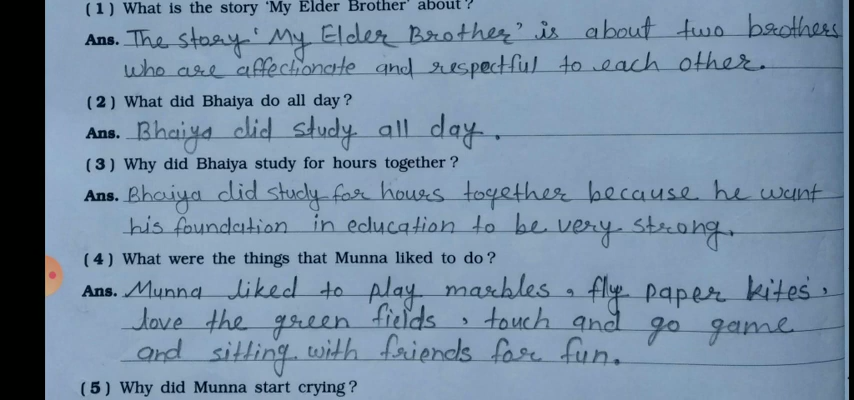 (1) What is the story 'My Elder Brother' about?
Ans. The story 'My Elder Brother' is about two brothers
who are affectionate and respectful to each other.
(2) What did Bhaiya do all day?
Ans. Bhaiya did study all day.
(3) Why did Bhaiya study for hours together?
Ans. Bhaiya did study for hours together because he want
his foundation in education to be very strong.
(4) What were the things that Munna liked to do?
Ans. Munna liked to play marbles, fly paper kites,
love the green fields, touch and go game
and sitting with friends for fun.
(5) Why did Munna start crying?